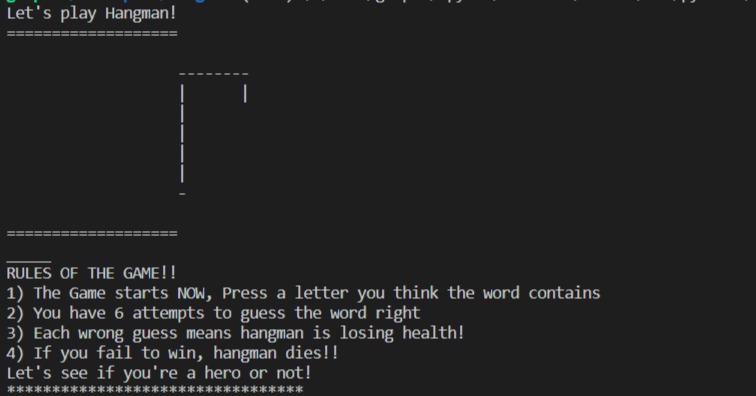 Let's play Hangman!
===================
--------
|      |
|
|
|
|
-
===================
_____
RULES OF THE GAME!!
1) The Game starts NOW, Press a letter you think the word contains
2) You have 6 attempts to guess the word right
3) Each wrong guess means hangman is losing health!
4) If you fail to win, hangman dies!!
Let's see if you're a hero or not!
*********************************